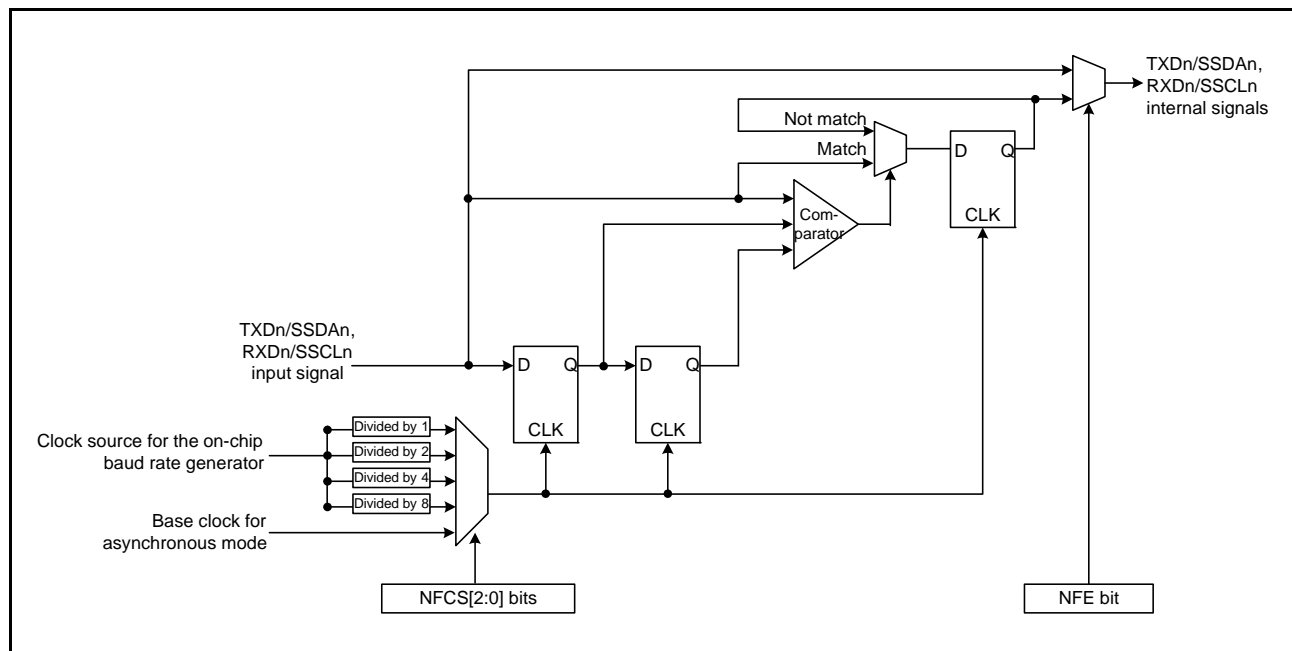 TXDn/SSDAn,
RXDn/SSCLn
internal signals
Not match
Match
D
Q
CLK
Com-
parator
TXDn/SSDAn,
RXDn/SSCLn
input signal
D
Q
CLK
D
Q
CLK
Clock source for the on-chip
baud rate generator
Divided by 1
Divided by 2
Divided by 4
Divided by 8
Base clock for
asynchronous mode
NFCS[2:0] bits
NFE bit